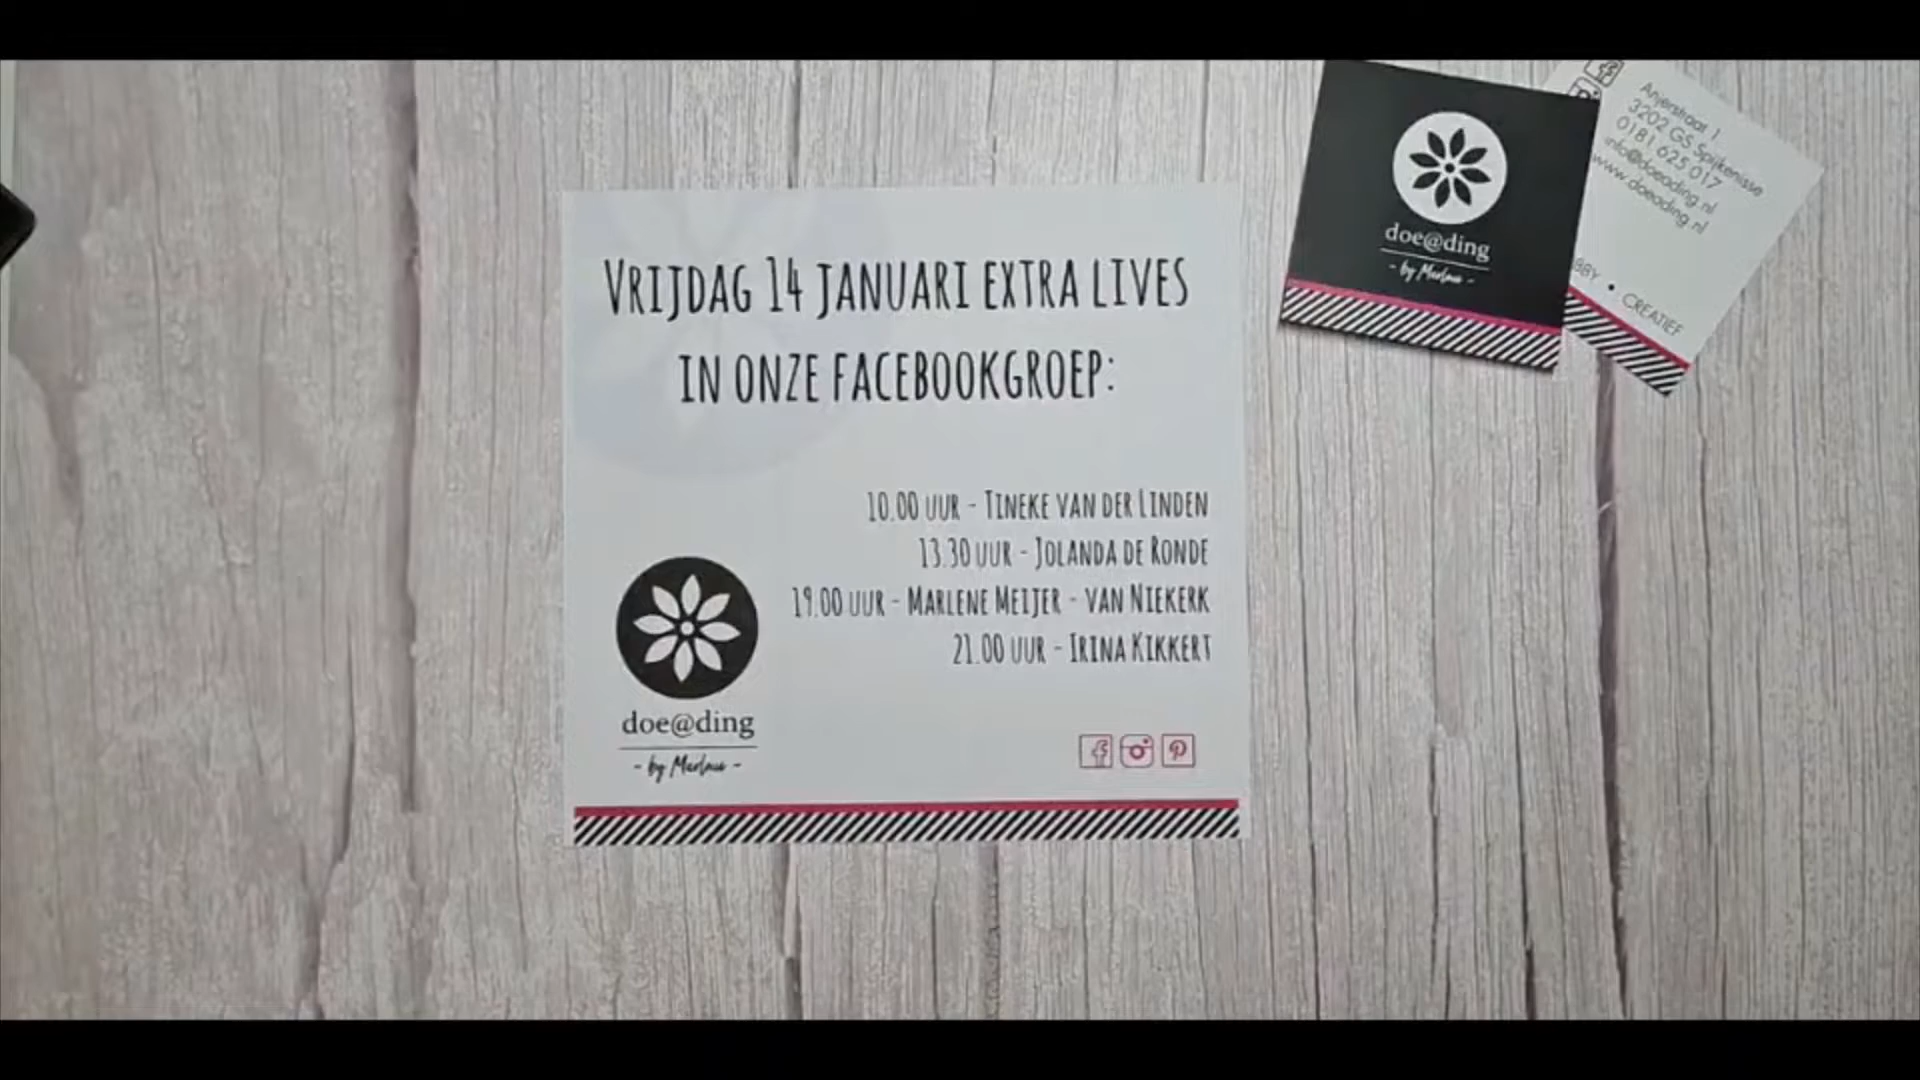 VRIJDAG 14 JANUARI EXTRA LIVES
IN ONZE FACEBOOKGROEP:
10.00 UUR - TINEKE VAN DER LINDEN
13.30 UUR - JOLANDA DE RONDE
19.00 UUR - MARLENE MEIJER - VAN NIEKERK
21.00 UUR - IRINA KIKKERT
doe@ding
- by Marlene -
doe@ding
- by Marlene -
Anjerstraat 1
3202 GS Spijkenisse
0181 625 017
info@doeading.nl
www.doeading.nl
BBY • CREATIEF